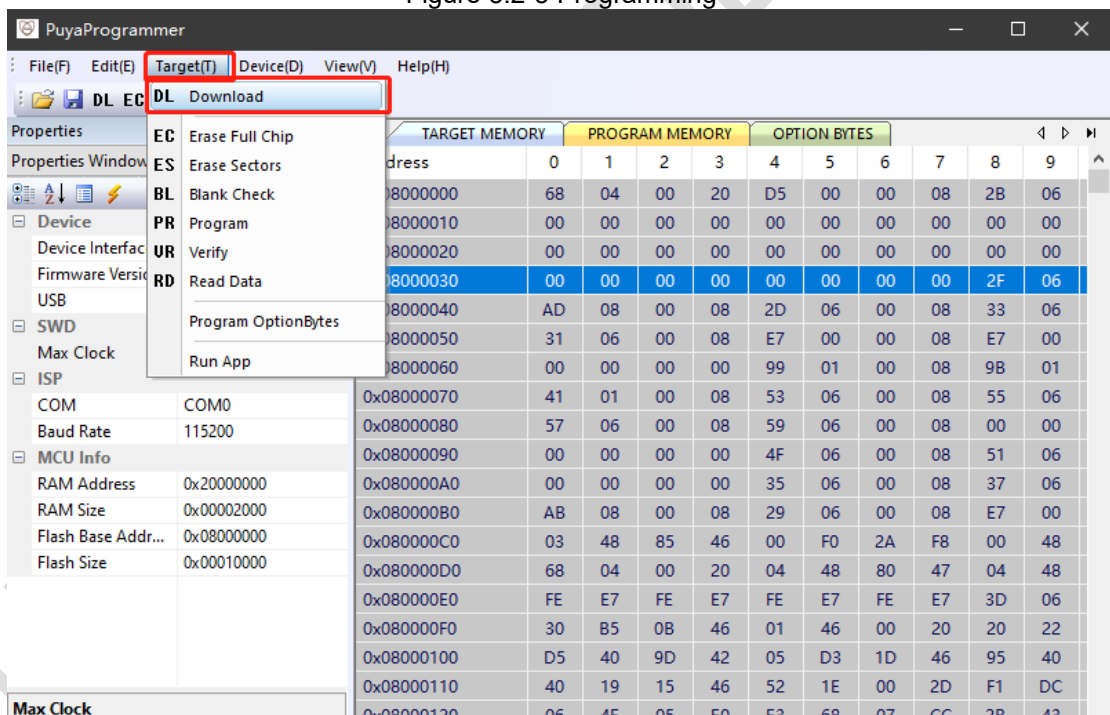 PuyaProgrammer
File(F) Edit(E) Target(T) Device(D) View(V) Help(H)
DL EC
DL Download
EC Erase Full Chip
ES Erase Sectors
BL Blank Check
PR Program
VR Verify
RD Read Data
Program OptionBytes
Run App
Properties
Properties Window
Device
Device Interfac
Firmware Versio
USB
SWD
Max Clock
ISP
COM COM0
Baud Rate 115200
MCU Info
RAM Address 0x20000000
RAM Size 0x00002000
Flash Base Addr... 0x08000000
Flash Size 0x00010000
Max Clock
TARGET MEMORY PROGRAM MEMORY OPTION BYTES
dress 0 1 2 3 4 5 6 7 8 9
08000000 68 04 00 20 D5 00 00 08 2B 06
08000010 00 00 00 00 00 00 00 00 00 00
08000020 00 00 00 00 00 00 00 00 00 00
08000030 00 00 00 00 00 00 00 00 2F 06
08000040 AD 08 00 08 2D 06 00 08 33 06
08000050 31 06 00 08 E7 00 00 08 E7 00
08000060 00 00 00 00 99 01 00 08 9B 01
0x08000070 41 01 00 08 53 06 00 08 55 06
0x08000080 57 06 00 08 59 06 00 08 00 00
0x08000090 00 00 00 00 4F 06 00 08 51 06
0x080000A0 00 00 00 00 35 06 00 08 37 06
0x080000B0 AB 08 00 08 29 06 00 08 E7 00
0x080000C0 03 48 85 46 00 F0 2A F8 00 48
0x080000D0 68 04 00 20 04 48 80 47 04 48
0x080000E0 FE E7 FE E7 FE E7 FE E7 3D 06
0x080000F0 30 B5 0B 46 01 46 00 20 20 22
0x08000100 D5 40 9D 42 05 D3 1D 46 95 40
0x08000110 40 19 15 46 52 1E 00 2D F1 DC